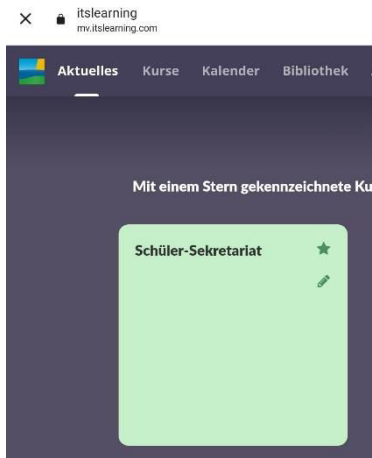 itslearning
mv.itslearning.com
Aktuelles Kurse Kalender Bibliothek
Mit einem Stern gekennzeichnete Ku
Schüler-Sekretariat